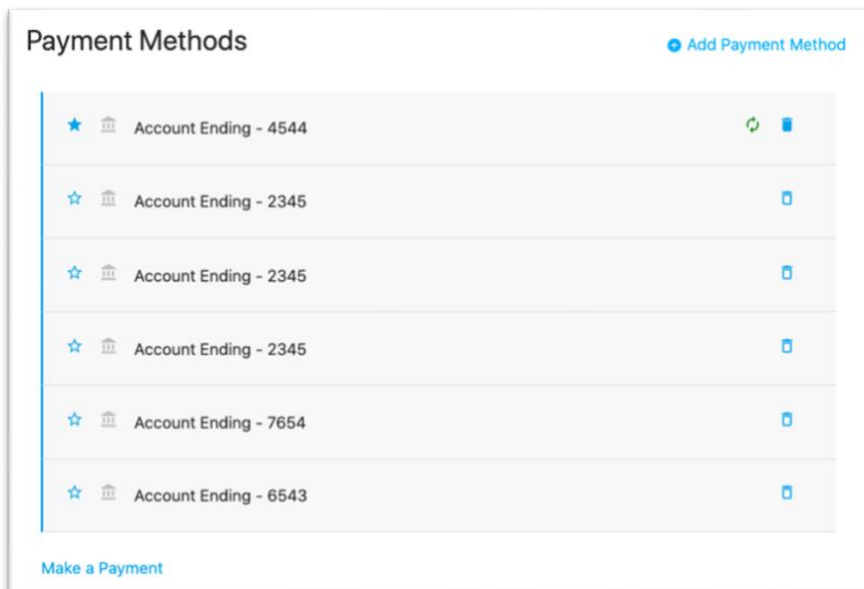 Payment Methods
Add Payment Method
Account Ending - 4544
Account Ending - 2345
Account Ending - 2345
Account Ending - 2345
Account Ending - 7654
Account Ending - 6543
Make a Payment